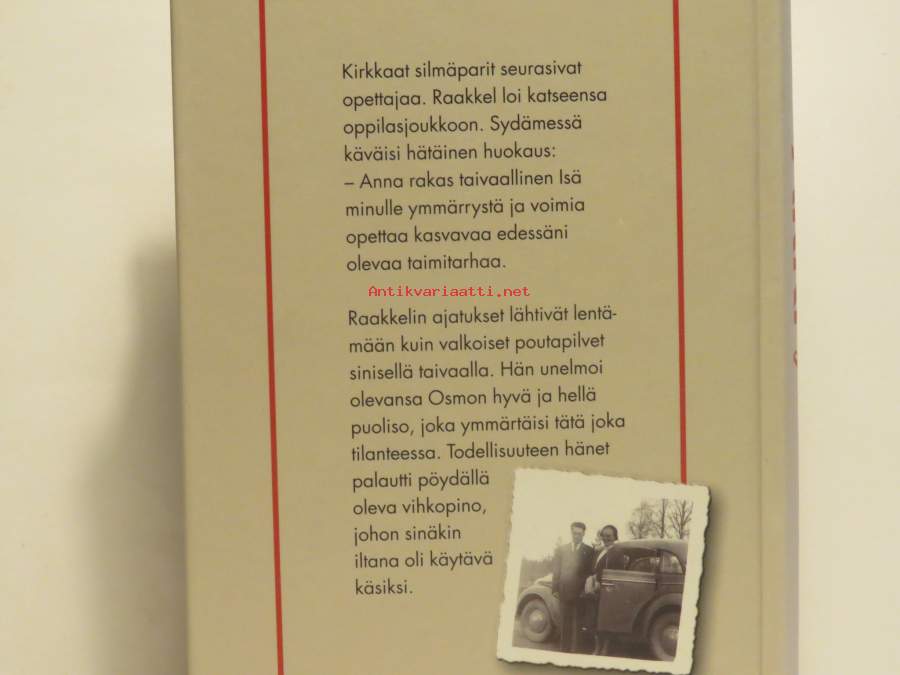 Kirkkaat silmäparit seurasivat
opettajaa. Raakkel loi katseensa
oppilasjoukkoon. Sydämessä
käväisi hätäinen huokaus:
– Anna rakas taivaallinen Isä
minulle ymmärrystä ja voimia
opettaa kasvavaa edessäni
olevaa taimitarhaa.
Antikvariaatti.net
Raakkelin ajatukset lähtivät lentä-
mään kuin valkoiset poutapilvet
sinisellä taivaalla. Hän unelmoi
olevansa Osmon hyvä ja hellä
puoliso, joka ymmärtäisi tätä joka
tilanteessa. Todellisuuteen hänet
palautti pöydällä
oleva vihkopino,
johon sinäkin
iltana oli käytävä
käsiksi.